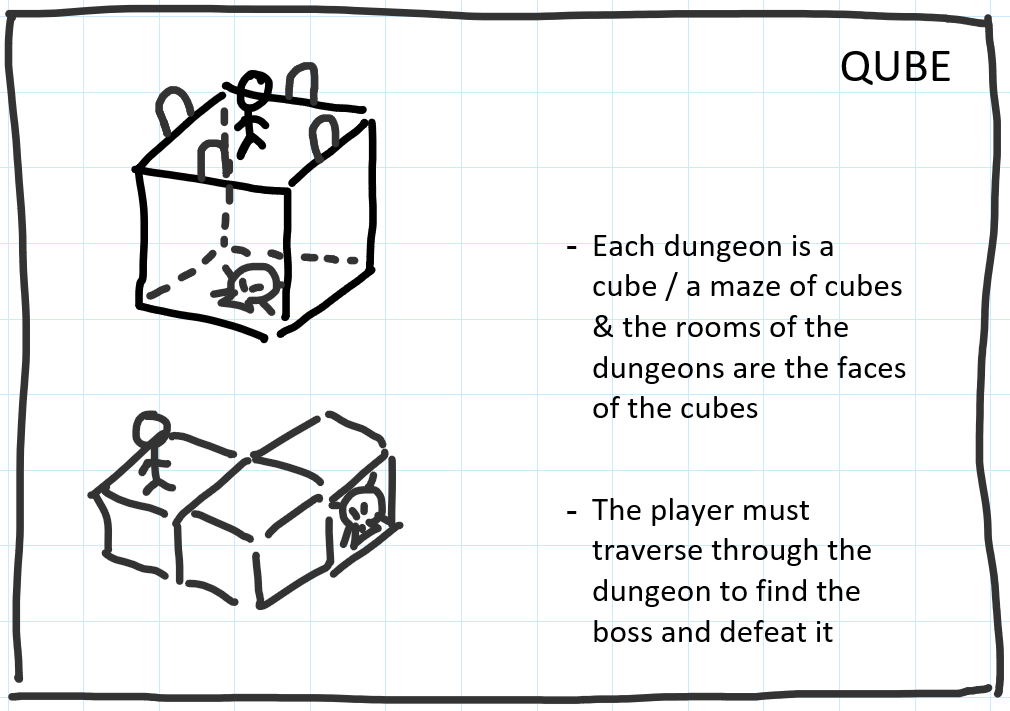 QUBE
- Each dungeon is a
cube / a maze of cubes
& the rooms of the
dungeons are the faces
of the cubes
- The player must
traverse through the
dungeon to find the
boss and defeat it